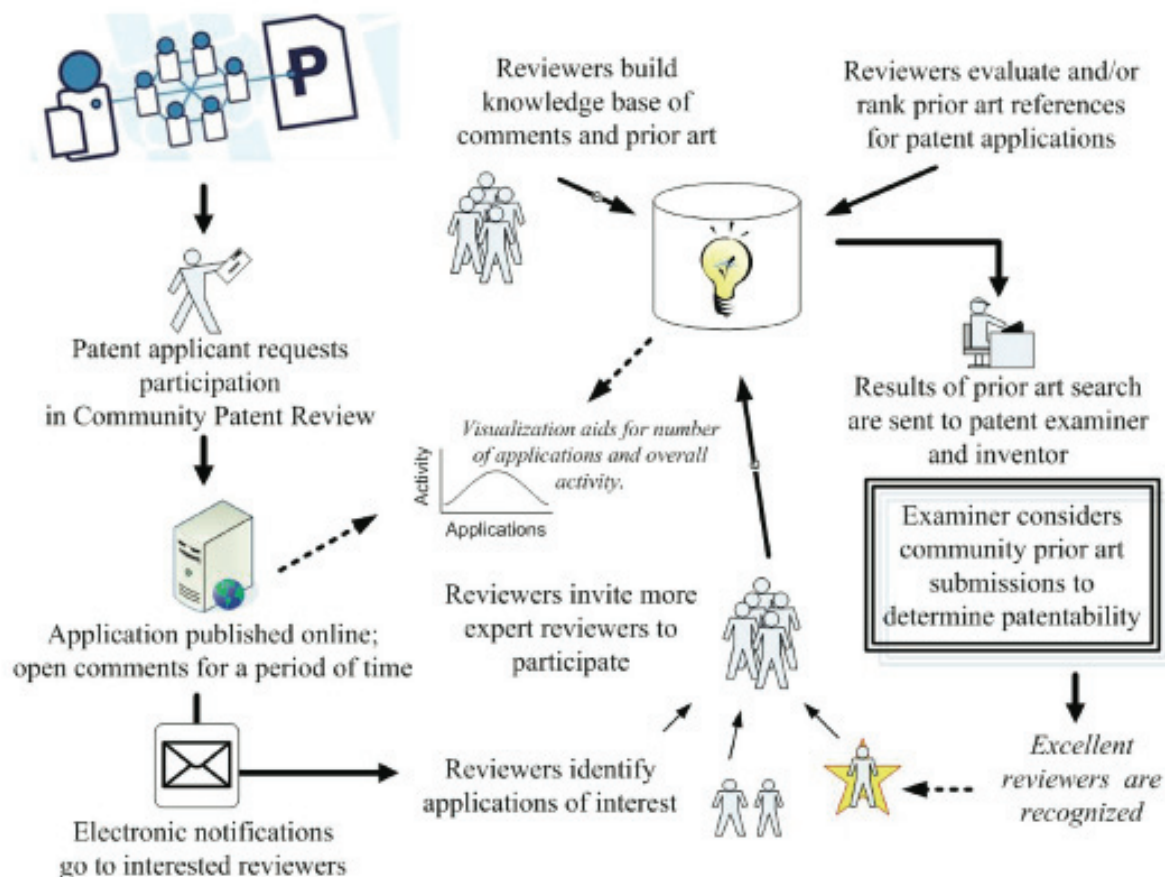 P
Patent applicant requests
participation
in Community Patent Review
Application published online;
open comments for a period of time
Electronic notifications
go to interested reviewers
Reviewers build
knowledge base of
comments and prior art
Reviewers evaluate and/or
rank prior art references
for patent applications
Visualization aids for number
of applications and overall
activity.
Activity
Applications
Reviewers invite more
expert reviewers to
participate
Reviewers identify
applications of interest
Results of prior art search
are sent to patent examiner
and inventor
Examiner considers
community prior art
submissions to
determine patentability
Excellent
reviewers are
recognized